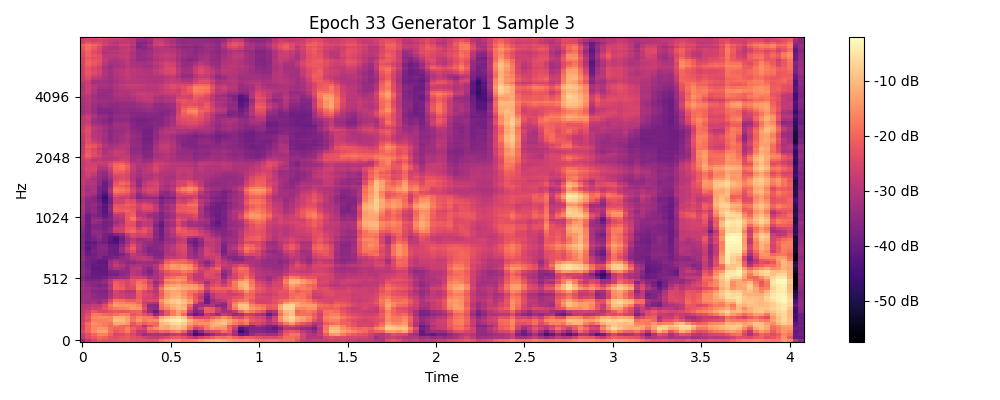 Epoch 33 Generator 1 Sample 3
Hz
4096
2048
1024
512
0
0 0.5 1 1.5 2 2.5 3 3.5 4
Time
-10 dB
-20 dB
-30 dB
-40 dB
-50 dB